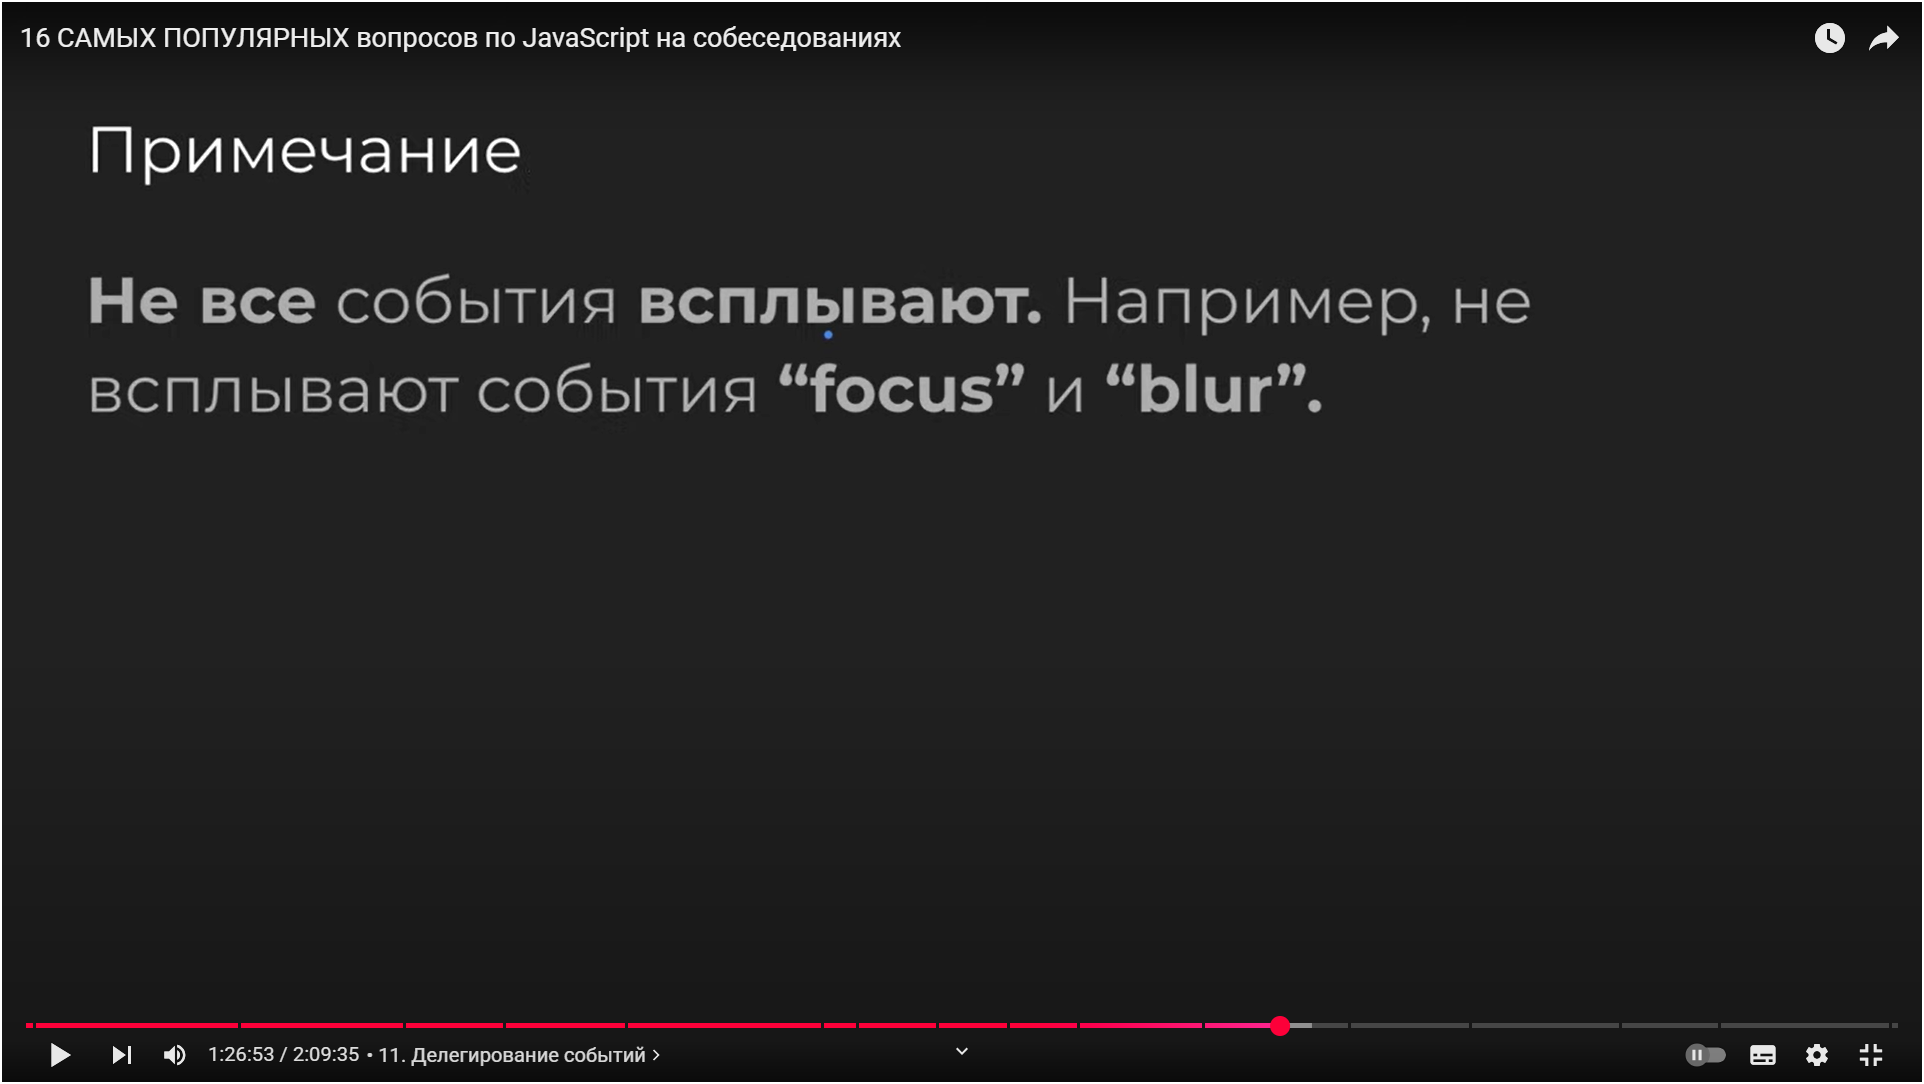 16 САМЫХ ПОПУЛЯРНЫХ вопросов по JavaScript на собеседованиях
Примечание
Не все события всплывают. Например, не
всплывают события “focus” и “blur”.
1:26:53 / 2:09:35 • 11. Делегирование событий